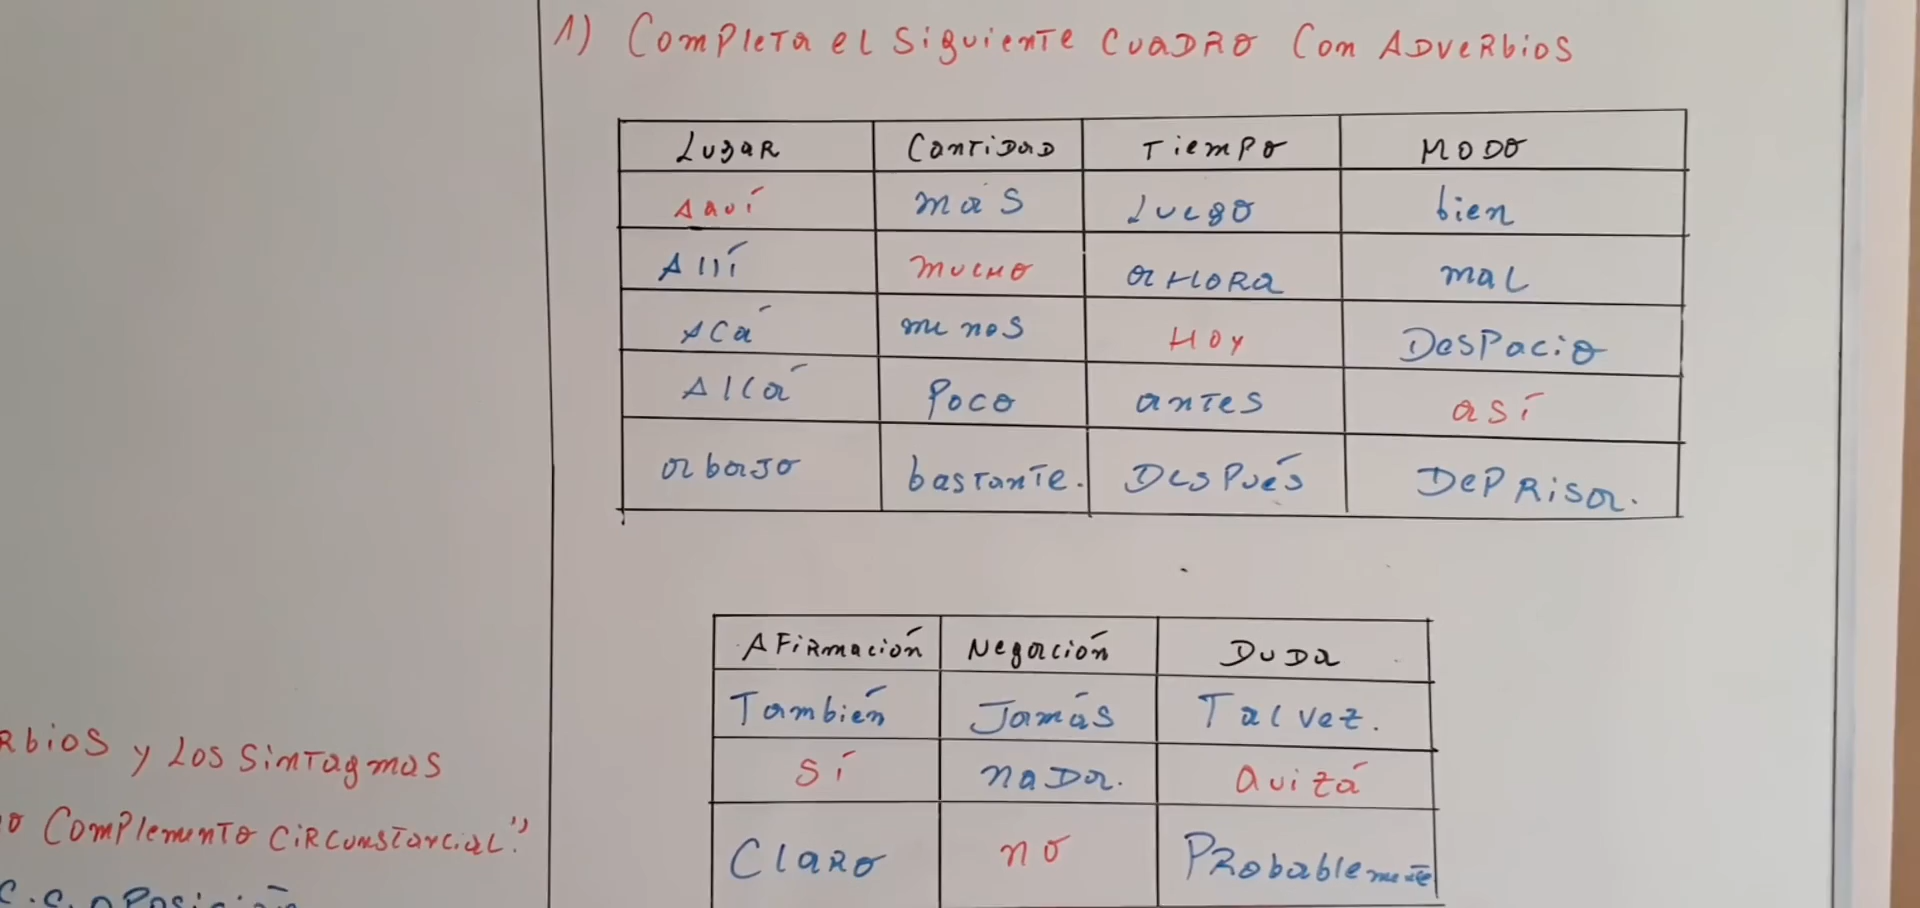 1) Completa el siguiente cuadro con adverbios
Lugar Cantidad Tiempo Modo
Aquí más Luego bien
Allí mucho ahora mal
Acá menos Hoy Despacio
Allá Poco antes así
abajo bastante. Después Deprisa.
Afirmación Negación Duda
También Jamás Tal vez.
Sí nada. Quizá
Claro no Probablemente
rbios y los sintagmas
o Complemento circunstancial"